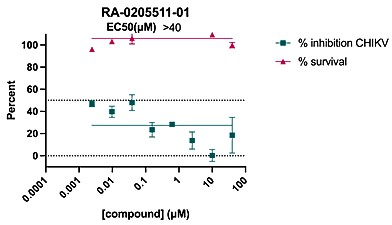 RA-0205511-01
EC50(µM) >40
100
80
60
40
20
0
Percent
0.0001
0.001
0.01
0.1
1
10
100
[compound] (µM)
% inhibition CHIKV
% survival